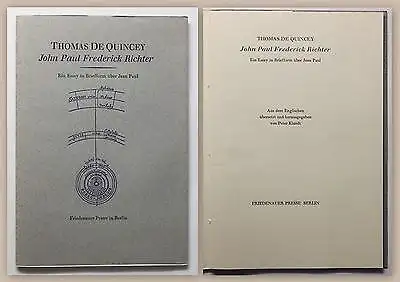 THOMAS DE QUINCEY
John Paul Frederick Richter
Ein Essay in Briefform über Jean Paul
Friedenauer Presse in Berlin
THOMAS DE QUINCEY
John Paul Frederick Richter
Ein Essay in Briefform über Jean Paul
Aus dem Englischen
übersetzt und herausgegeben
von Peter Klandt
FRIEDENAUER PRESSE BERLIN